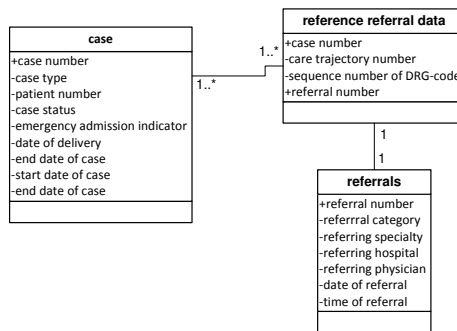 case
+case number
-case type
-patient number
-case status
-emergency admission indicator
-date of delivery
-end date of case
-start date of case
-end date of case
1..*
1..*
reference referral data
+case number
-care trajectory number
-sequence number of DRG-code
+referral number
1
1
referrals
+referral number
-referrral category
-referring specialty
-referring hospital
-referring physician
-date of referral
-time of referral